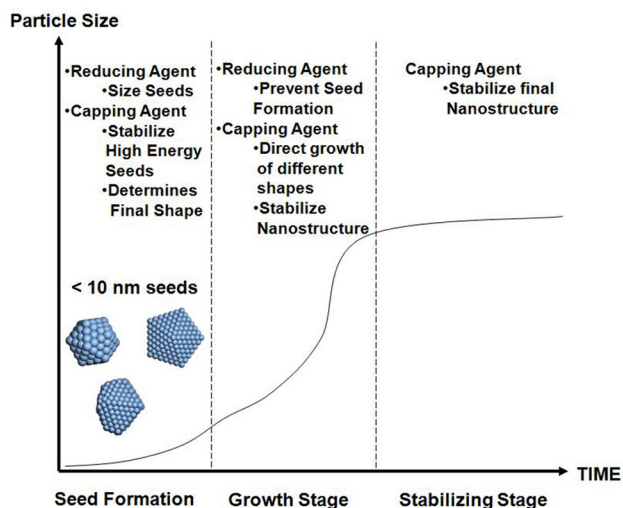 Particle Size
•Reducing Agent
•Size Seeds
•Capping Agent
•Stabilize
High Energy
Seeds
•Determines
Final Shape
•Reducing Agent
•Prevent Seed
Formation
•Capping Agent
•Direct growth
of different
shapes
•Stabilize
Nanostructure
Capping Agent
•Stabilize final
Nanostructure
< 10 nm seeds
TIME
Seed Formation
Growth Stage
Stabilizing Stage